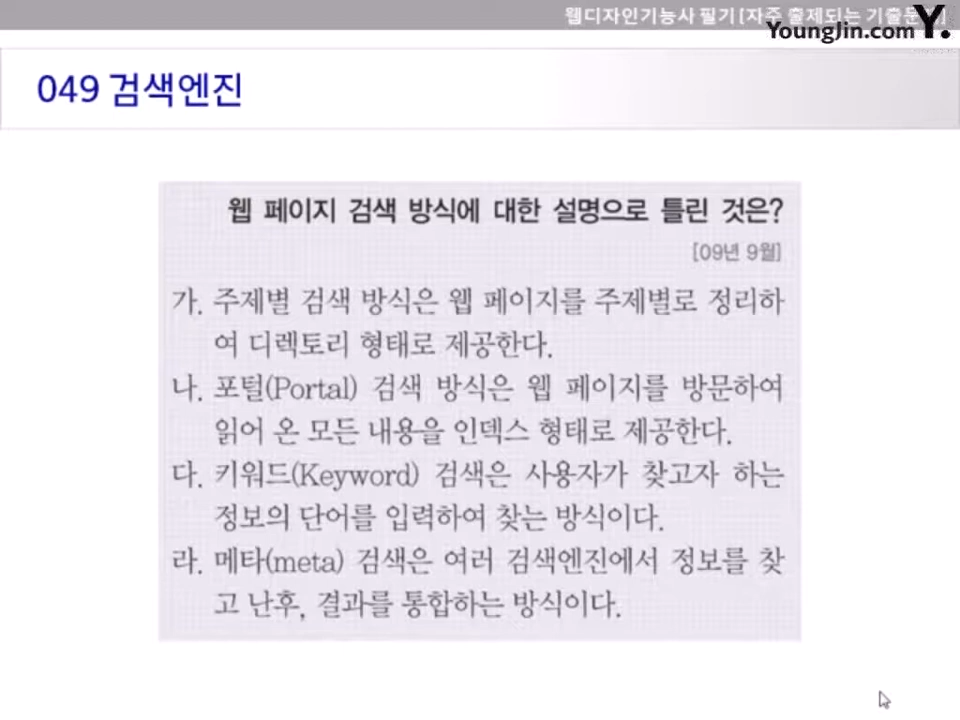 웹디자인기능사 필기 [자주 출제되는 기출문제]
YoungJin.com Y.
049 검색엔진
웹 페이지 검색 방식에 대한 설명으로 틀린 것은?
[09년 9월]
가. 주제별 검색 방식은 웹 페이지를 주제별로 정리하
여 디렉토리 형태로 제공한다.
나. 포털(Portal) 검색 방식은 웹 페이지를 방문하여
읽어 온 모든 내용을 인덱스 형태로 제공한다.
다. 키워드(Keyword) 검색은 사용자가 찾고자 하는
정보의 단어를 입력하여 찾는 방식이다.
라. 메타(meta) 검색은 여러 검색엔진에서 정보를 찾
고 난후, 결과를 통합하는 방식이다.